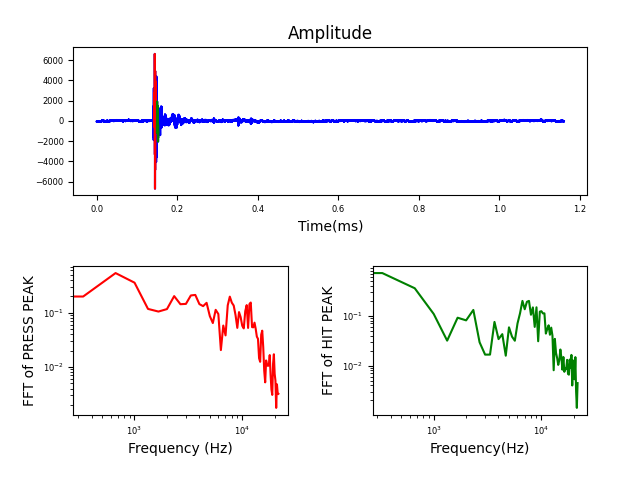 Amplitude
6000
4000
2000
0
−2000
−4000
−6000
0.0 0.2 0.4 0.6 0.8 1.0 1.2
Time(ms)
FFT of PRESS PEAK
10⁻¹
10⁻²
10³ 10⁴
Frequency (Hz)
FFT of HIT PEAK
10⁻¹
10⁻²
10³ 10⁴
Frequency(Hz)